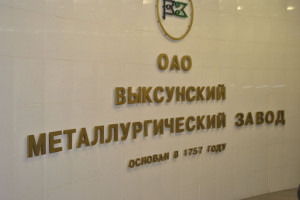 ОАО
ВЫКСУНСКИЙ
МЕТАЛЛУРГИЧЕСКИЙ ЗАВОД
ОСНОВАН В 1757 ГОДУ